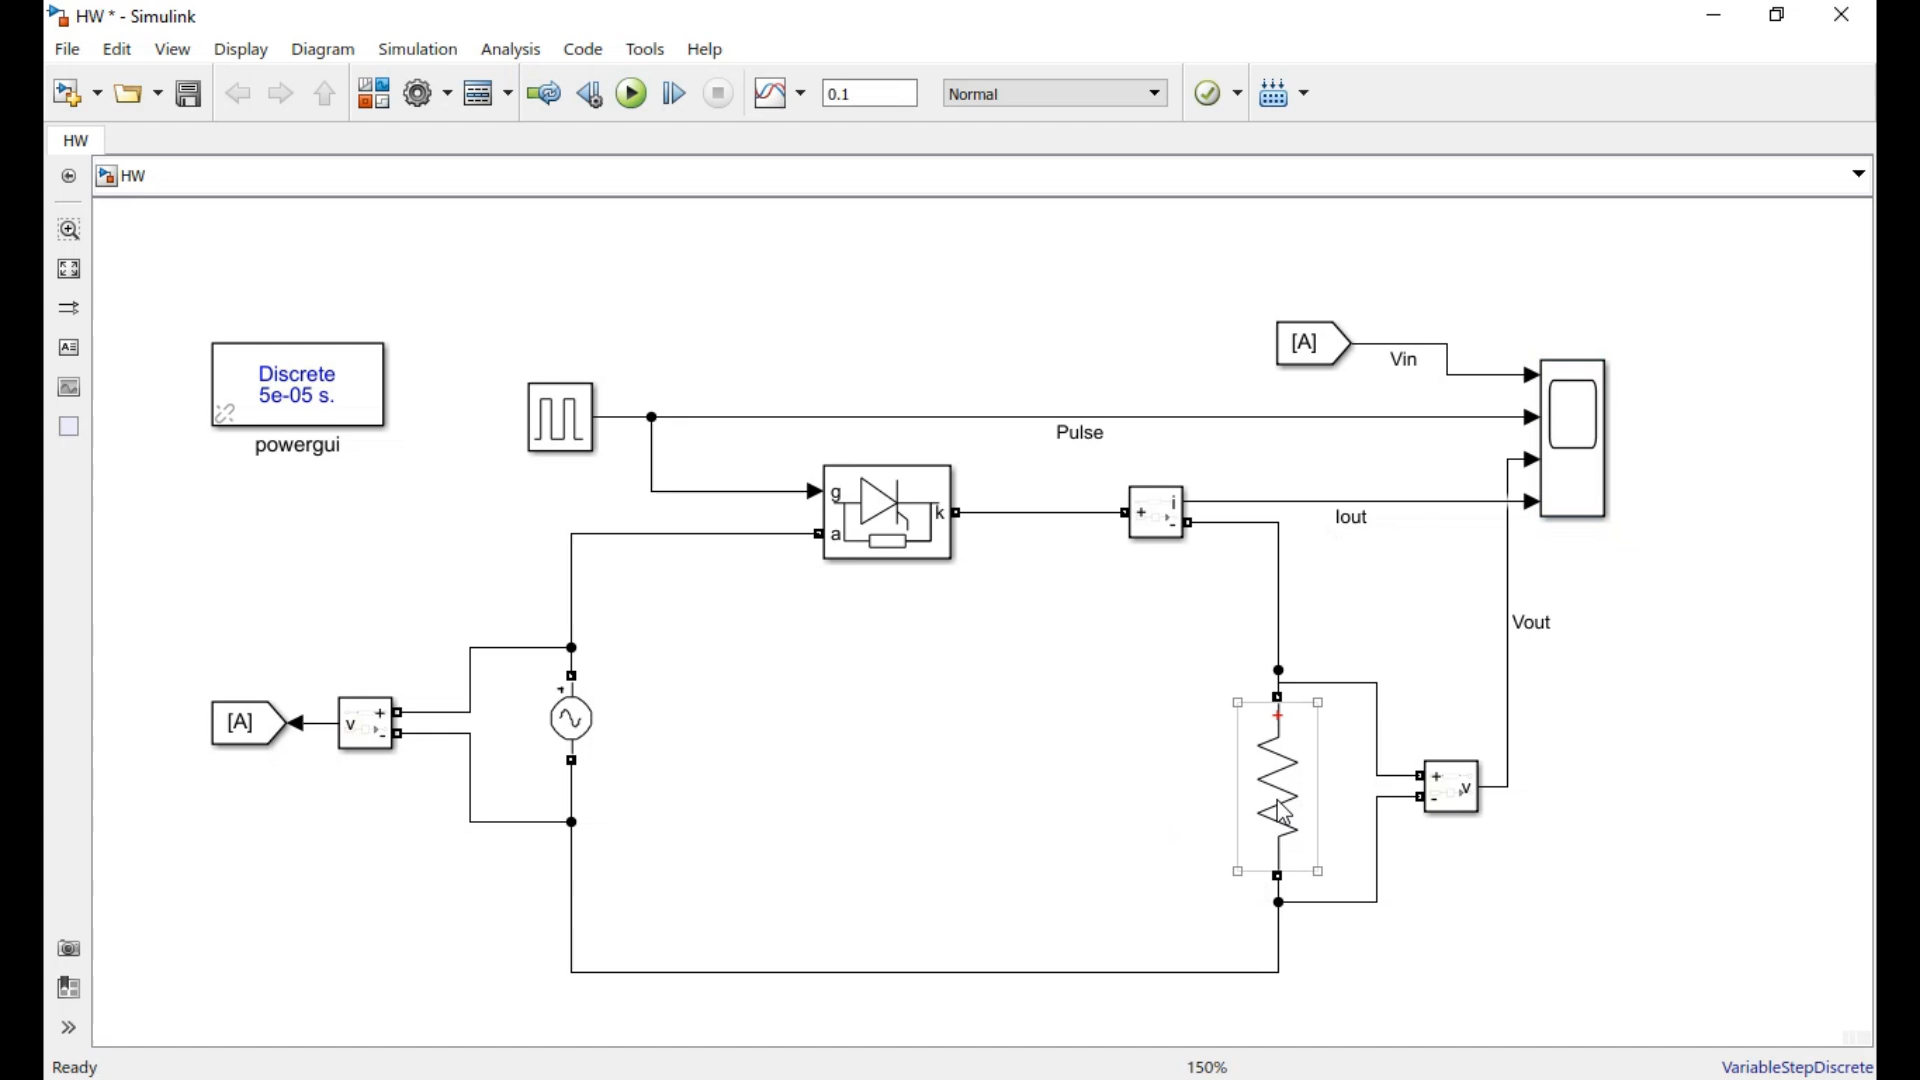 HW * - Simulink
File Edit View Display Diagram Simulation Analysis Code Tools Help
0.1 Normal
HW
HW
[A]
Vin
Discrete
5e-05 s.
powergui
Pulse
g
k
a
i
+
-
Iout
Vout
[A]
v
+
-
+
+
+
v
-
Ready 150% VariableStepDiscrete